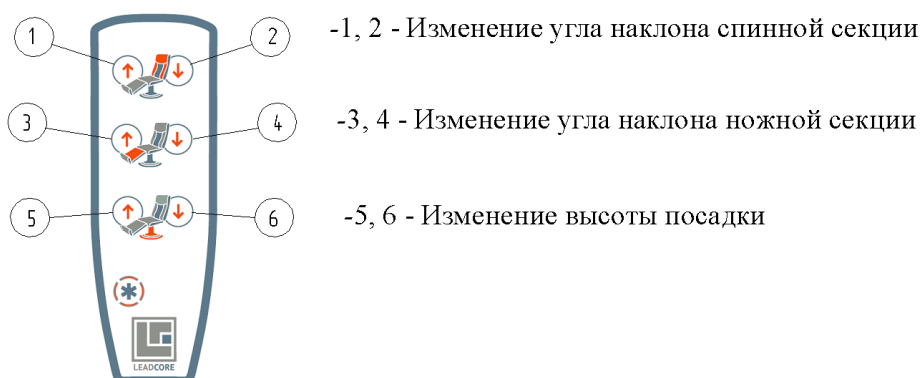 1
2
-1, 2 - Изменение угла наклона спинной секции
3
4
-3, 4 - Изменение угла наклона ножной секции
5
6
-5, 6 - Изменение высоты посадки
LEADCORE